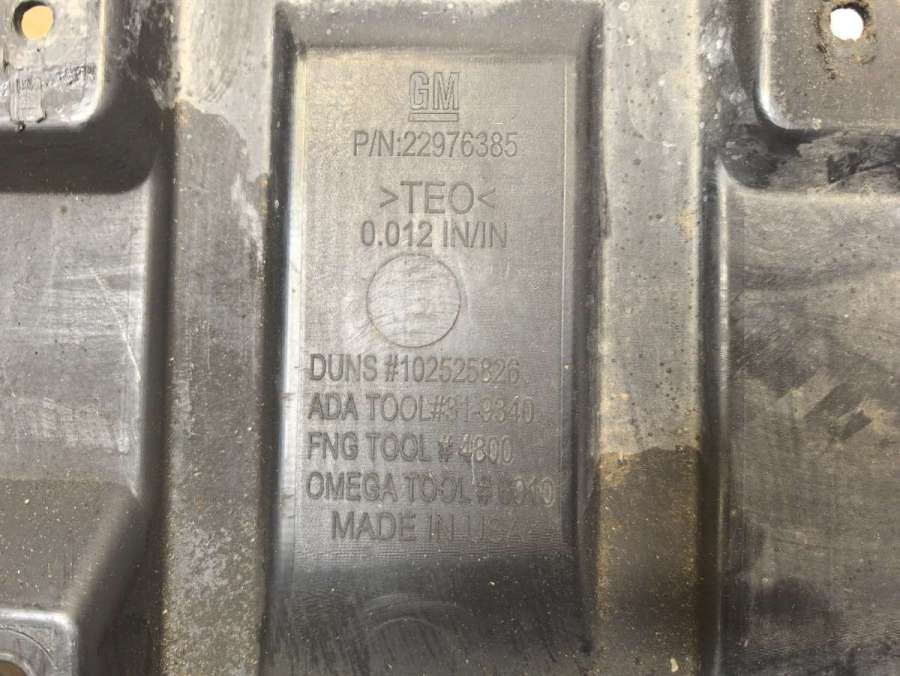 GM
P/N:22976385
>TEO<
0.012 IN/IN
DUNS #102525826
ADA TOOL#31-9340
FNG TOOL # 4800
OMEGA TOOL #
MADE IN USA